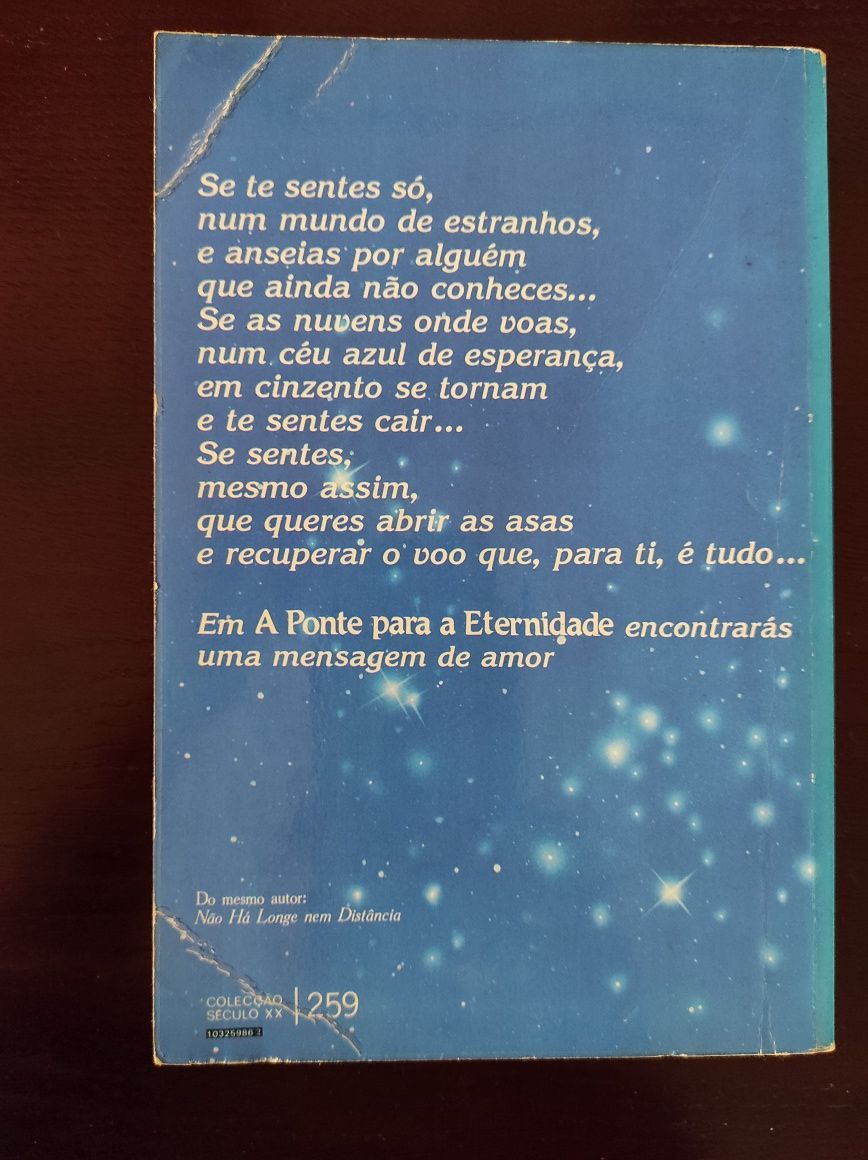 Se te sentes só,
num mundo de estranhos,
e anseias por alguém
que ainda não conheces...
Se as nuvens onde voas,
num céu azul de esperança,
em cinzento se tornam
e te sentes cair...
Se sentes,
mesmo assim,
que queres abrir as asas
e recuperar o voo que, para ti, é tudo...
Em A Ponte para a Eternidade encontrarás
uma mensagem de amor
Do mesmo autor:
Não Há Longe nem Distância
COLECÇÃO
SÉCULO XX | 259
10325986 2